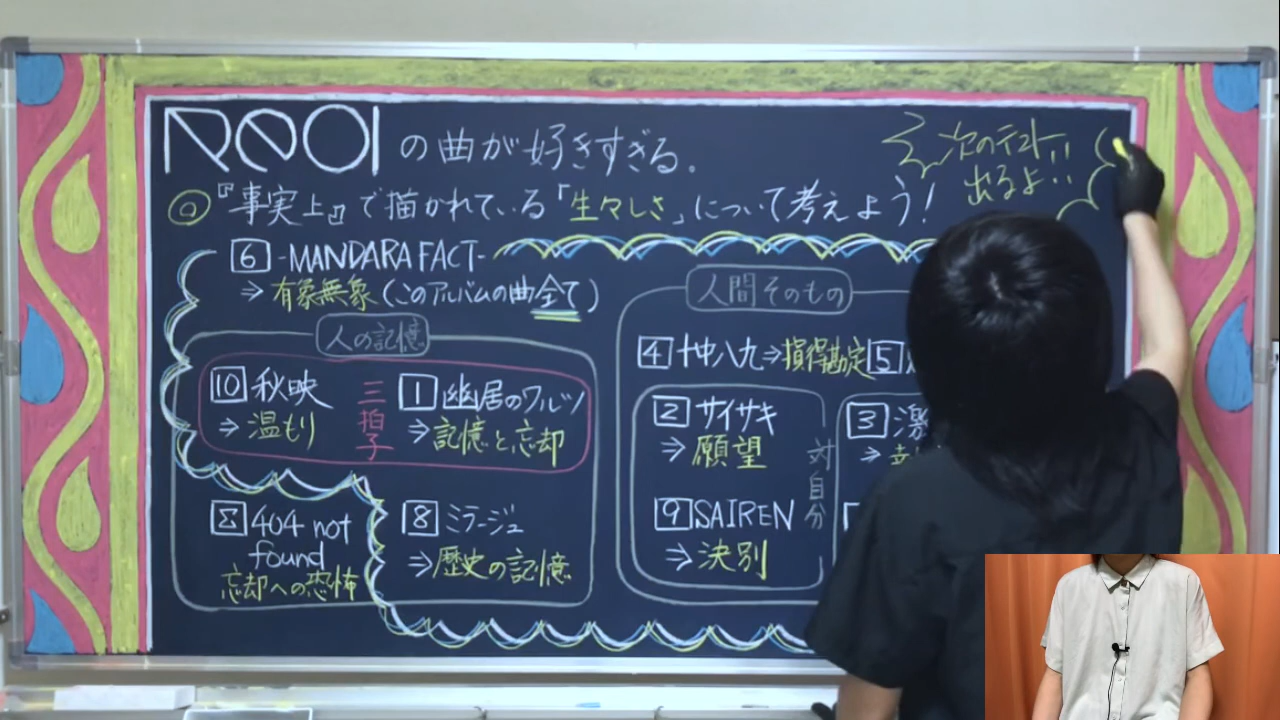 Reolの曲が好きすぎる.
次のテスト出るよ!!
◎『事実上』で描かれている「生々しさ」について考えよう!
6 -MANDARA FACT-
⇒有象無象(このアルバムの曲全て)
人の記憶
10 秋映
⇒温もり
三拍子
1 幽居のワルツ
⇒記憶と忘却
Σ 404 not found
忘却への恐怖
8 ミラージュ
⇒歴史の記憶
人間そのもの
4 十中八九⇒損得勘定
5
2 サイサキ
⇒願望
9 SAIREN
⇒決別
対自分
3 激
⇒